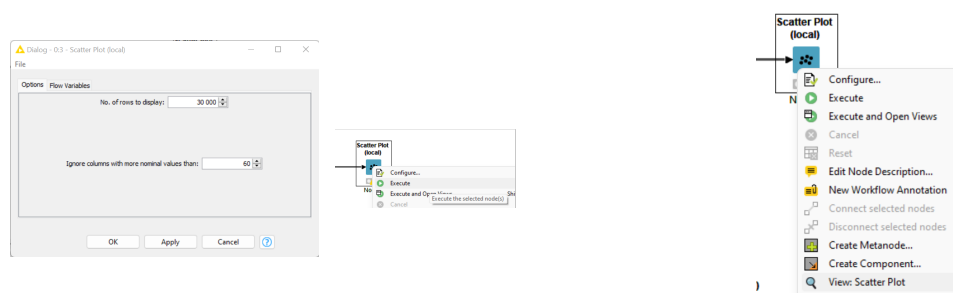 Dialog - 0:3 - Scatter Plot (local)
File
Options Flow Variables
No. of rows to display: 30 000
Ignore columns with more nominal values than: 60
OK Apply Cancel
Scatter Plot
(local)
Configure...
Execute
No
Execute and Open Views Shi
Execute the selected node(s)
Cancel
Scatter Plot
(local)
Configure...
N
Execute
Execute and Open Views
Cancel
Reset
Edit Node Description...
New Workflow Annotation
Connect selected nodes
Disconnect selected nodes
Create Metanode...
Create Component...
View: Scatter Plot
)